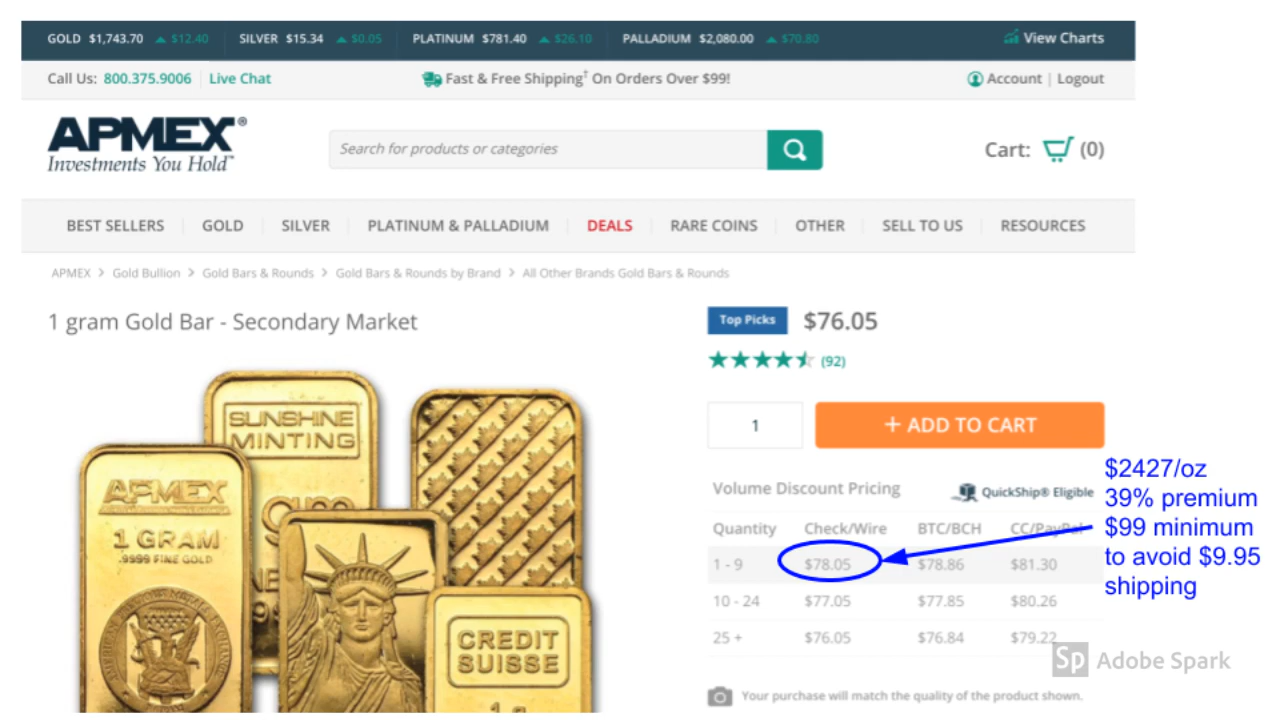 GOLD $1,743.70 ▲ $12.40 SILVER $15.34 ▲ $0.05 PLATINUM $781.40 ▲ $26.10 PALLADIUM $2,080.00 ▲ $70.80 View Charts
Call Us: 800.375.9006 | Live Chat Fast & Free Shipping‡ On Orders Over $99! Account | Logout
APMEX®
Investments You Hold™
Search for products or categories
Cart: (0)
BEST SELLERS GOLD SILVER PLATINUM & PALLADIUM DEALS RARE COINS OTHER SELL TO US RESOURCES
APMEX > Gold Bullion > Gold Bars & Rounds > Gold Bars & Rounds by Brand > All Other Brands Gold Bars & Rounds
1 gram Gold Bar - Secondary Market
Top Picks $76.05
(92)
1 + ADD TO CART
Volume Discount Pricing QuickShip® Eligible
Quantity Check/Wire BTC/BCH CC/PayPal
1 - 9 $78.05 $78.86 $81.30
10 - 24 $77.05 $77.85 $80.26
25 + $76.05 $76.84 $79.22
Your purchase will match the quality of the product shown.
$2427/oz
39% premium
$99 minimum
to avoid $9.95
shipping
SUNSHINE
MINTING
APMEX
1 GRAM
.9999 FINE GOLD
CREDIT
SUISSE
1 g
Sp Adobe Spark